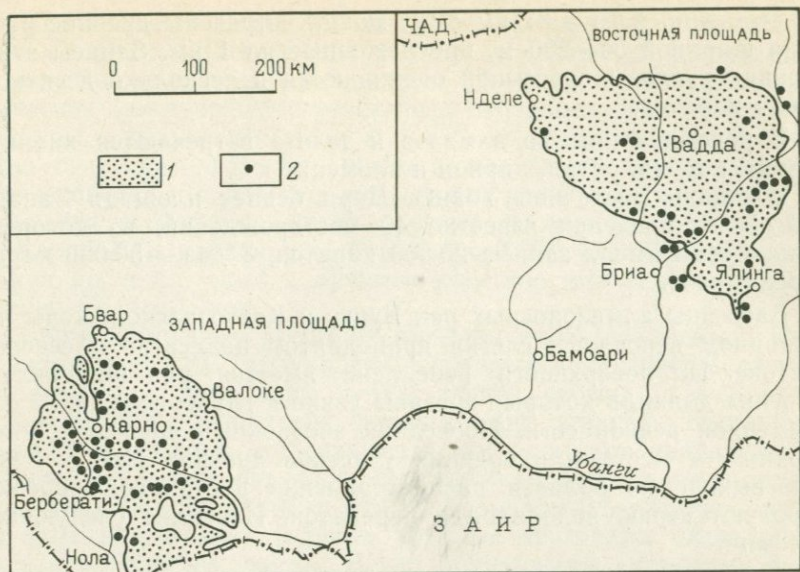 ЧАД
ВОСТОЧНАЯ ПЛОЩАДЬ
0 100 200 км
Нделе
Вадда
1 2
Бриа
Ялинга
Бвар
ЗАПАДНАЯ ПЛОЩАДЬ
Бамбари
Валоке
Карно
Берберати
Убанги
ЗАИР
Нола